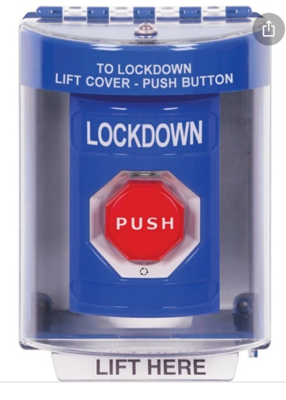 TO LOCKDOWN
LIFT COVER - PUSH BUTTON
LOCKDOWN
PUSH
LIFT HERE